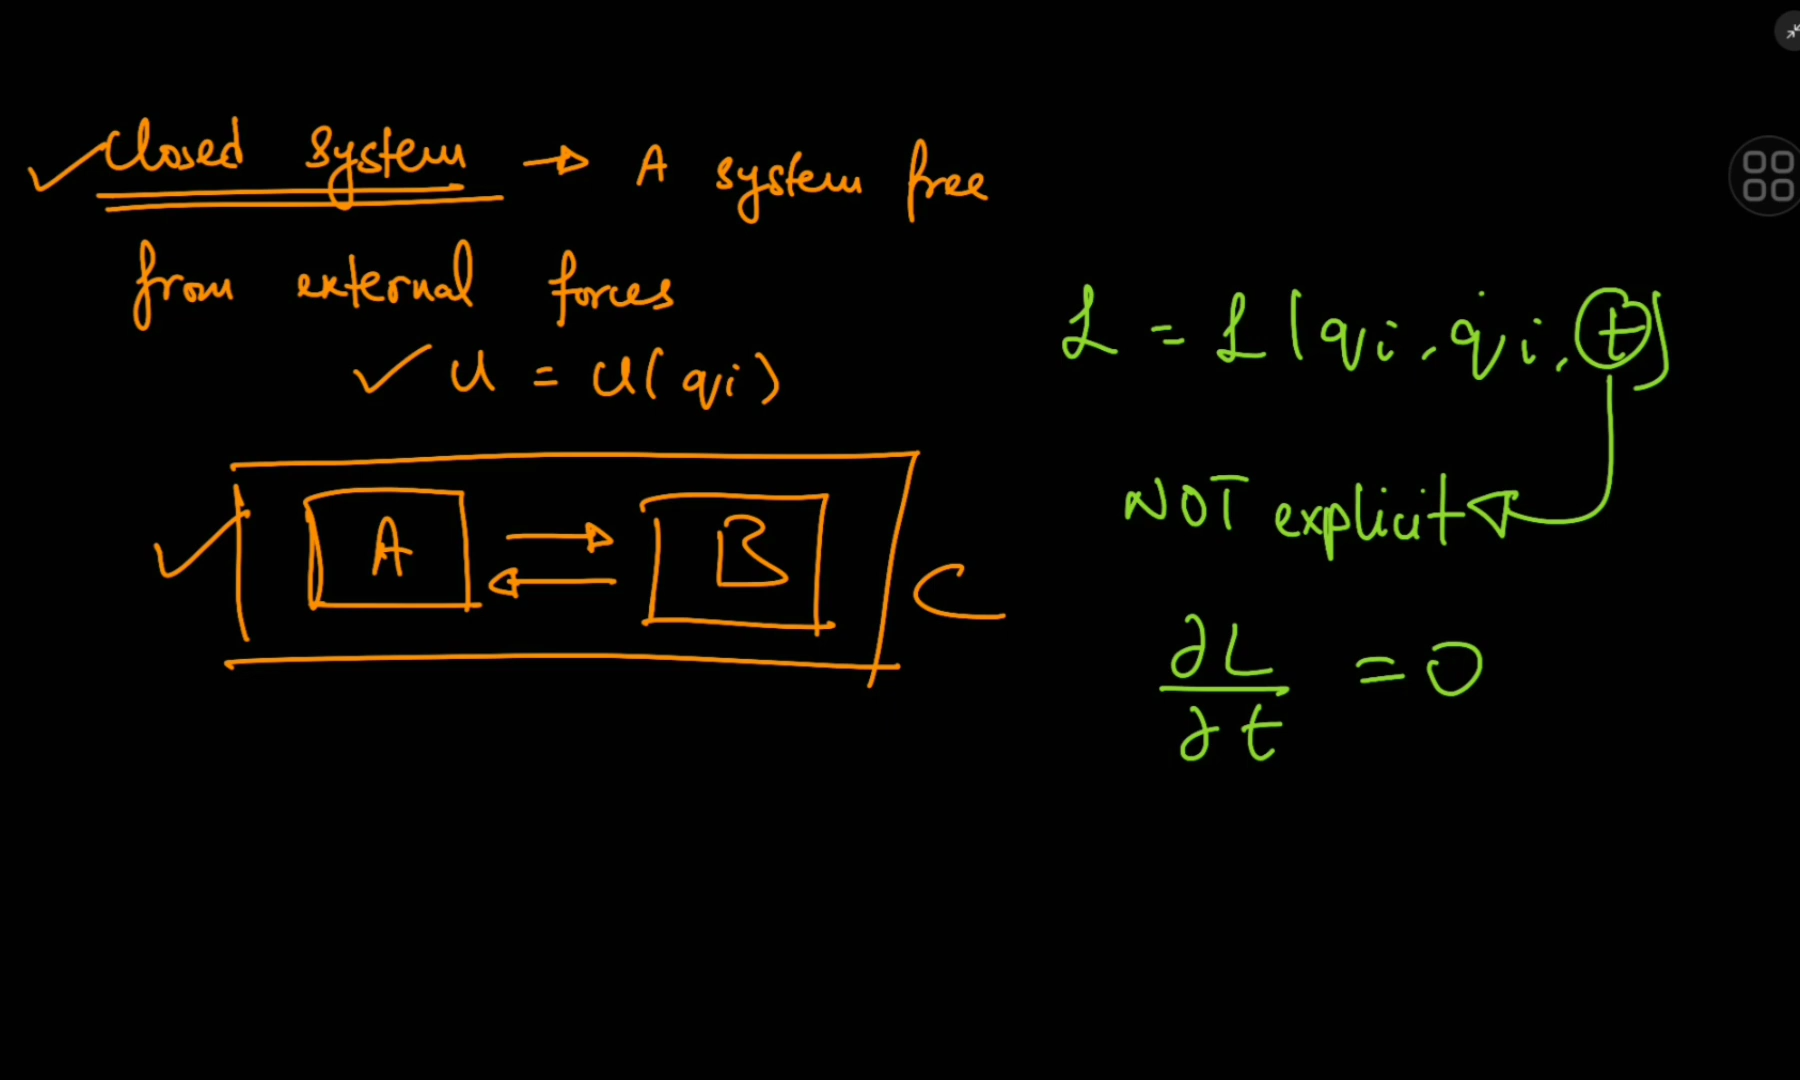 Closed system → A system free
from external forces
U = U(qi)
A ⇄ B
C
L = L(qi, q̇i, t)
NOT explicit
∂L/∂t = 0